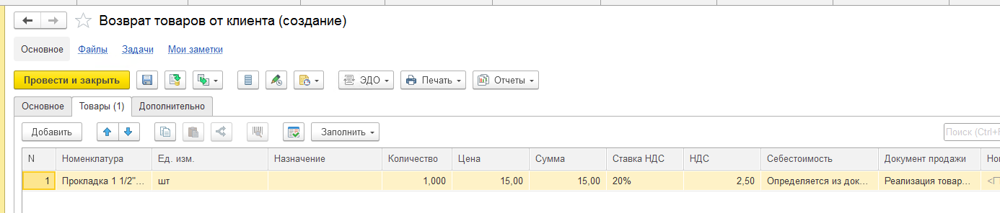 Возврат товаров от клиента (создание)
Основное Файлы Задачи Мои заметки
Провести и закрыть ЭДО Печать Отчеты
Основное Товары (1) Дополнительно
Добавить Заполнить Поиск (Ctrl+F
N Номенклатура Ед. изм. Назначение Количество Цена Сумма Ставка НДС НДС Себестоимость Документ продажи Ном
1 Прокладка 1 1/2"... шт 1,000 15,00 15,00 20% 2,50 Определяется из док... Реализация товар...